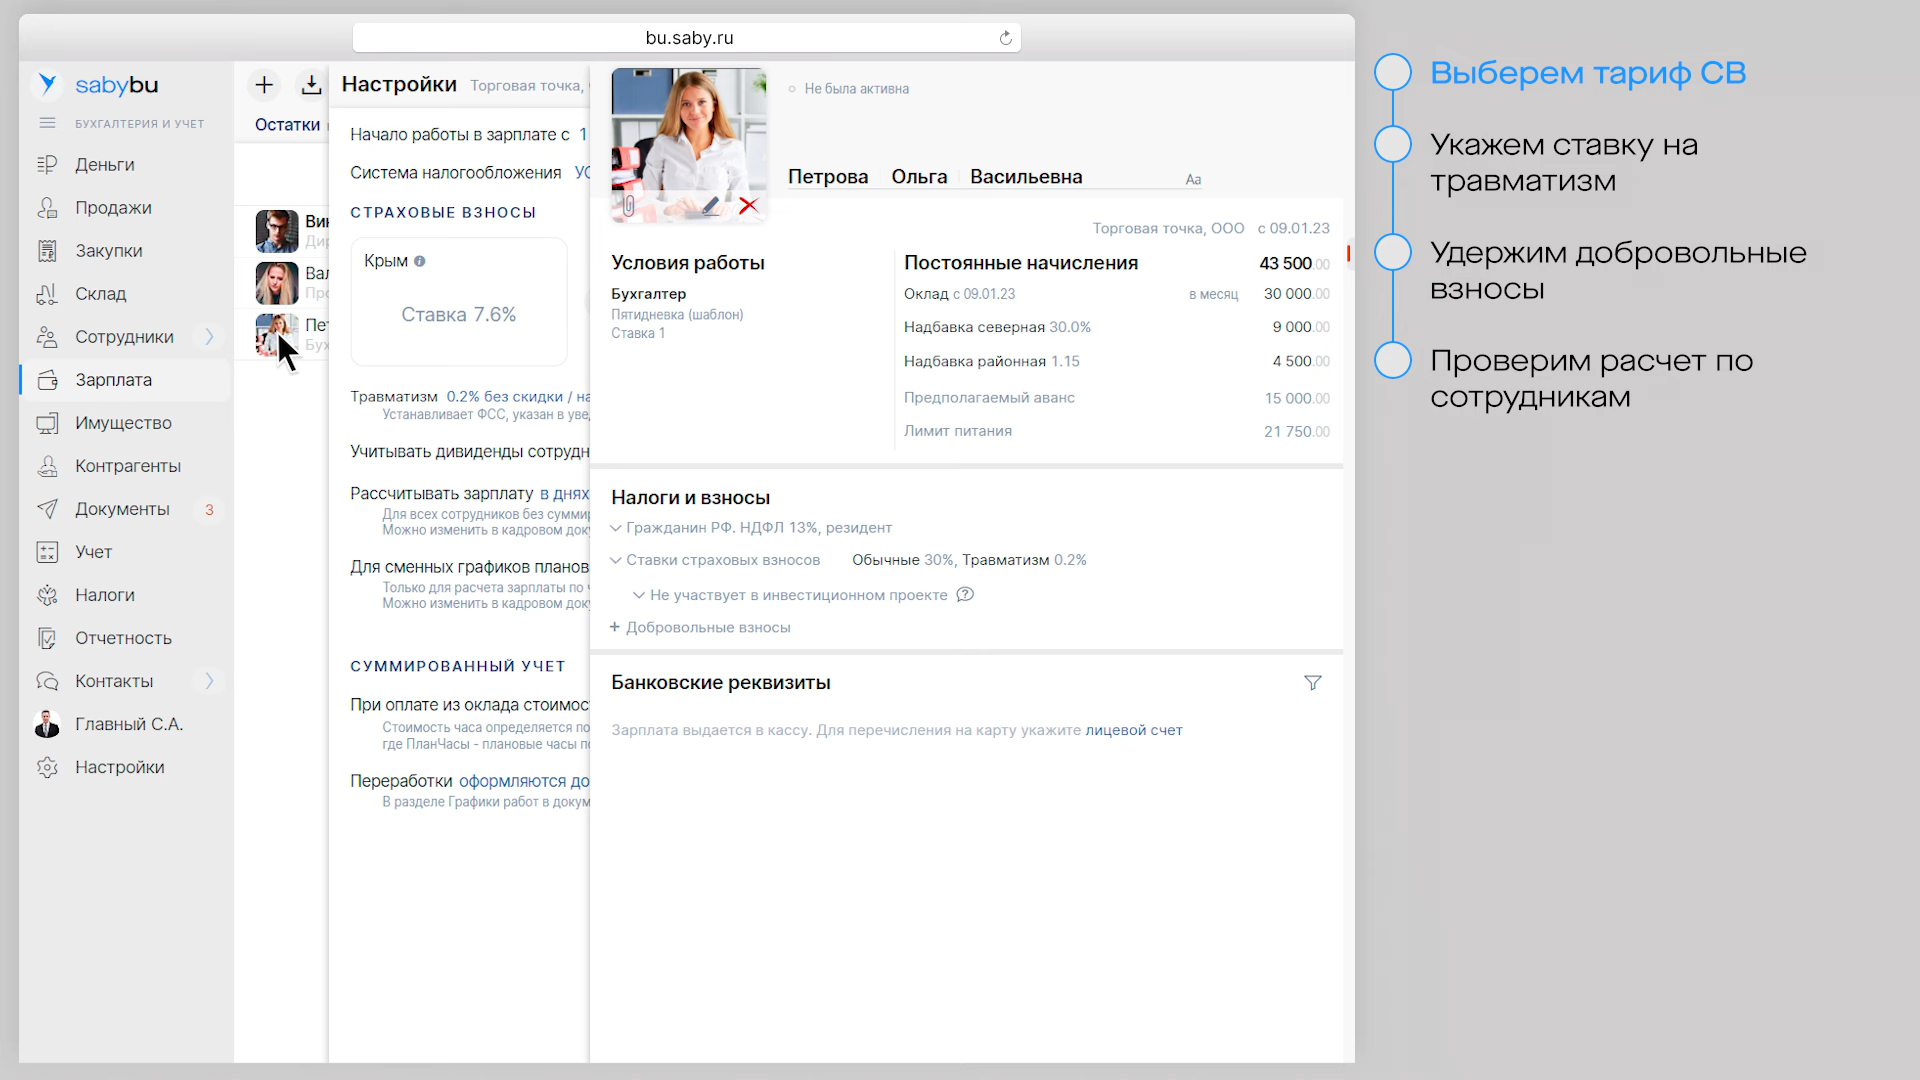 bu.saby.ru
sabybu
БУХГАЛТЕРИЯ И УЧЕТ
Деньги
Продажи
Закупки
Склад
Сотрудники
Зарплата
Имущество
Контрагенты
Документы 3
Учет
Налоги
Отчетность
Контакты
Главный С.А.
Настройки
Остатки
Вин
Дир
Вал
Про
Пет
Бух
Настройки Торговая точка,
Начало работы в зарплате с 1
Система налогообложения УС
СТРАХОВЫЕ ВЗНОСЫ
Крым
Ставка 7.6%
Травматизм 0.2% без скидки / на
Устанавливает ФСС, указан в уве
Учитывать дивиденды сотрудн
Рассчитывать зарплату в днях
Для всех сотрудников без сумми
Можно изменить в кадровом док
Для сменных графиков планов
Только для расчета зарплаты по ч
Можно изменить в кадровом док
СУММИРОВАННЫЙ УЧЕТ
При оплате из оклада стоимос
Стоимость часа определяется по
где ПланЧасы - плановые часы по
Переработки оформляются до
В разделе Графики работ в докум
Не была активна
Петрова Ольга Васильевна Аа
Торговая точка, ООО с 09.01.23
Условия работы
Бухгалтер
Пятидневка (шаблон)
Ставка 1
Постоянные начисления 43 500.00
Оклад с 09.01.23 в месяц 30 000.00
Надбавка северная 30.0% 9 000.00
Надбавка районная 1.15 4 500.00
Предполагаемый аванс 15 000.00
Лимит питания 21 750.00
Налоги и взносы
Гражданин РФ. НДФЛ 13%, резидент
Ставки страховых взносов Обычные 30%, Травматизм 0.2%
Не участвует в инвестиционном проекте
+ Добровольные взносы
Банковские реквизиты
Зарплата выдается в кассу. Для перечисления на карту укажите лицевой счет
Выберем тариф СВ
Укажем ставку на
травматизм
Удержим добровольные
взносы
Проверим расчет по
сотрудникам